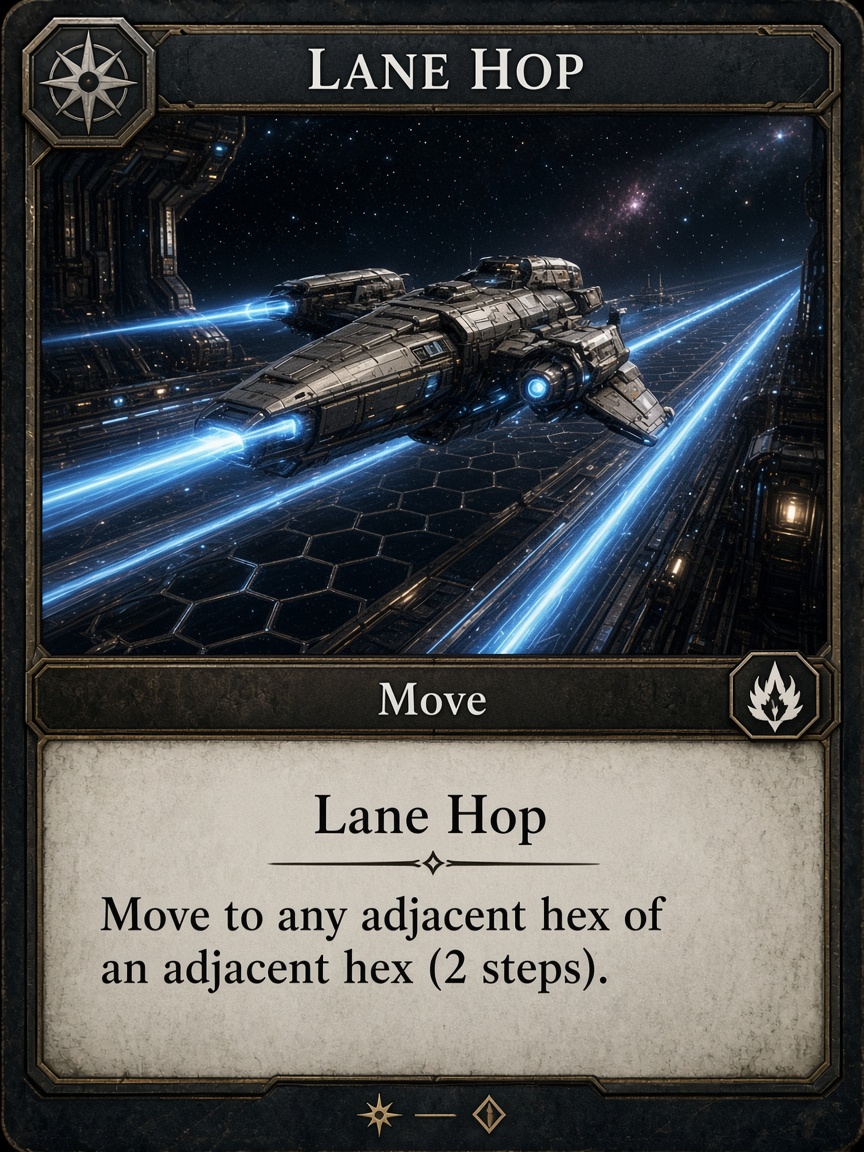 LANE HOP
Move
Lane Hop
Move to any adjacent hex of
an adjacent hex (2 steps).